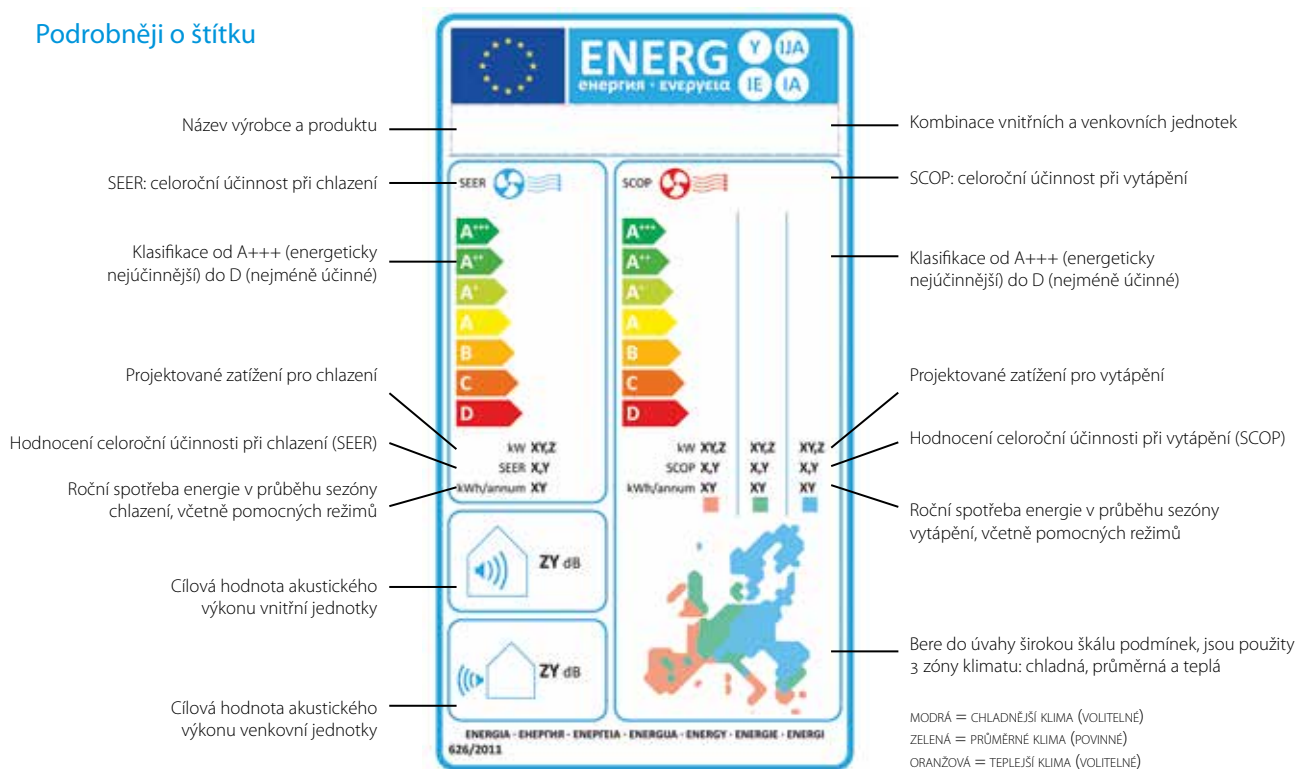 Podrobněji o štítku
ENERG
енергия · ενεργεια
Y
IJA
IE
IA
Název výrobce a produktu
Kombinace vnitřních a venkovních jednotek
SEER: celoroční účinnost při chlazení
SEER
SCOP
SCOP: celoroční účinnost při vytápění
Klasifikace od A+++ (energeticky
nejúčinnější) do D (nejméně účinné)
A+++
A++
A+
A
B
C
D
A+++
A++
A+
A
B
C
D
Klasifikace od A+++ (energeticky
nejúčinnější) do D (nejméně účinné)
Projektované zatížení pro chlazení
Hodnocení celoroční účinnosti při chlazení (SEER)
Roční spotřeba energie v průběhu sezóny
chlazení, včetně pomocných režimů
kW XY,Z
SEER X,Y
kWh/annum XY
kW XY,Z XY,Z XY,Z
SCOP X,Y X,Y X,Y
kWh/annum XY XY XY
Projektované zatížení pro vytápění
Hodnocení celoroční účinnosti při vytápění (SCOP)
Roční spotřeba energie v průběhu sezóny
vytápění, včetně pomocných režimů
Cílová hodnota akustického
výkonu vnitřní jednotky
ZY dB
Cílová hodnota akustického
výkonu venkovní jednotky
ZY dB
Bere do úvahy širokou škálu podmínek, jsou použity
3 zóny klimatu: chladná, průměrná a teplá
MODRÁ = CHLADNĚJŠÍ KLIMA (VOLITELNÉ)
ZELENÁ = PRŮMĚRNÉ KLIMA (POVINNÉ)
ORANŽOVÁ = TEPLEJŠÍ KLIMA (VOLITELNÉ)
ENERGIA · ЕНЕРГИЯ · ΕΝΕΡΓΕΙΑ · ENERGIJA · ENERGY · ENERGIE · ENERGI
626/2011